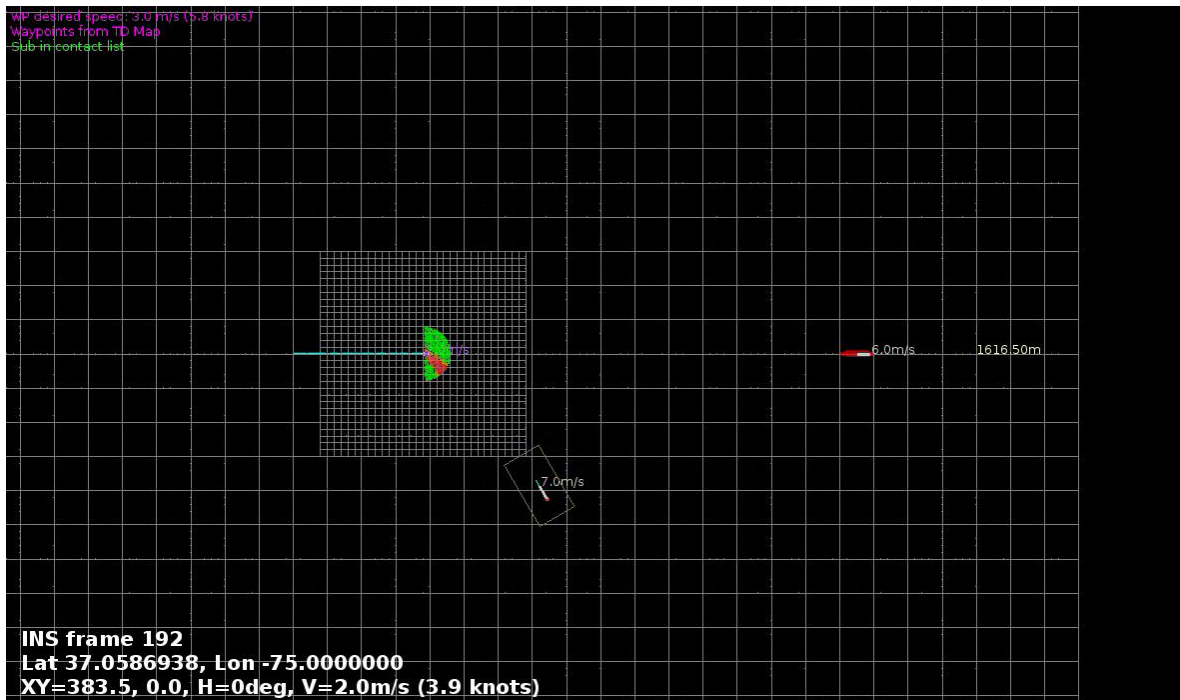 WP desired speed: 3.0 m/s (5.8 knots)
Waypoints from TD Map
Sub in contact list
6.0m/s
1616.50m
7.0m/s
INS frame 192
Lat 37.0586938, Lon -75.0000000
XY=383.5, 0.0, H=0deg, V=2.0m/s (3.9 knots)